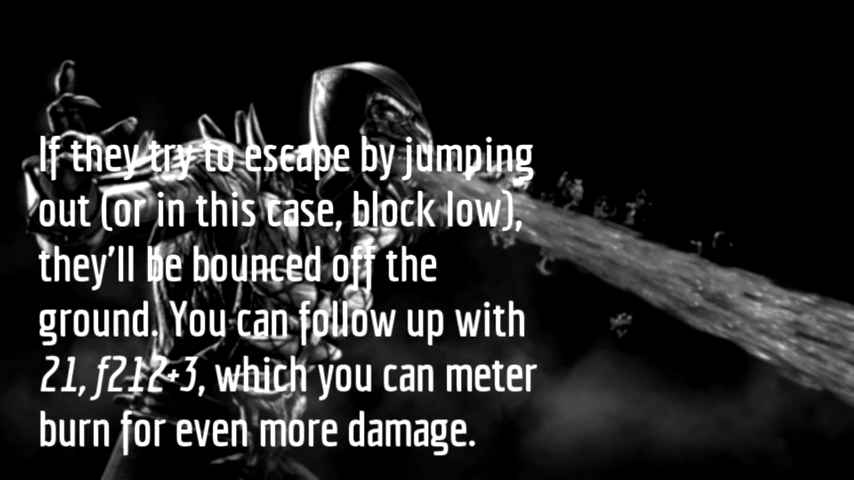 If they try to escape by jumping
out (or in this case, block low),
they'll be bounced off the
ground. You can follow up with
21, f212+3, which you can meter
burn for even more damage.